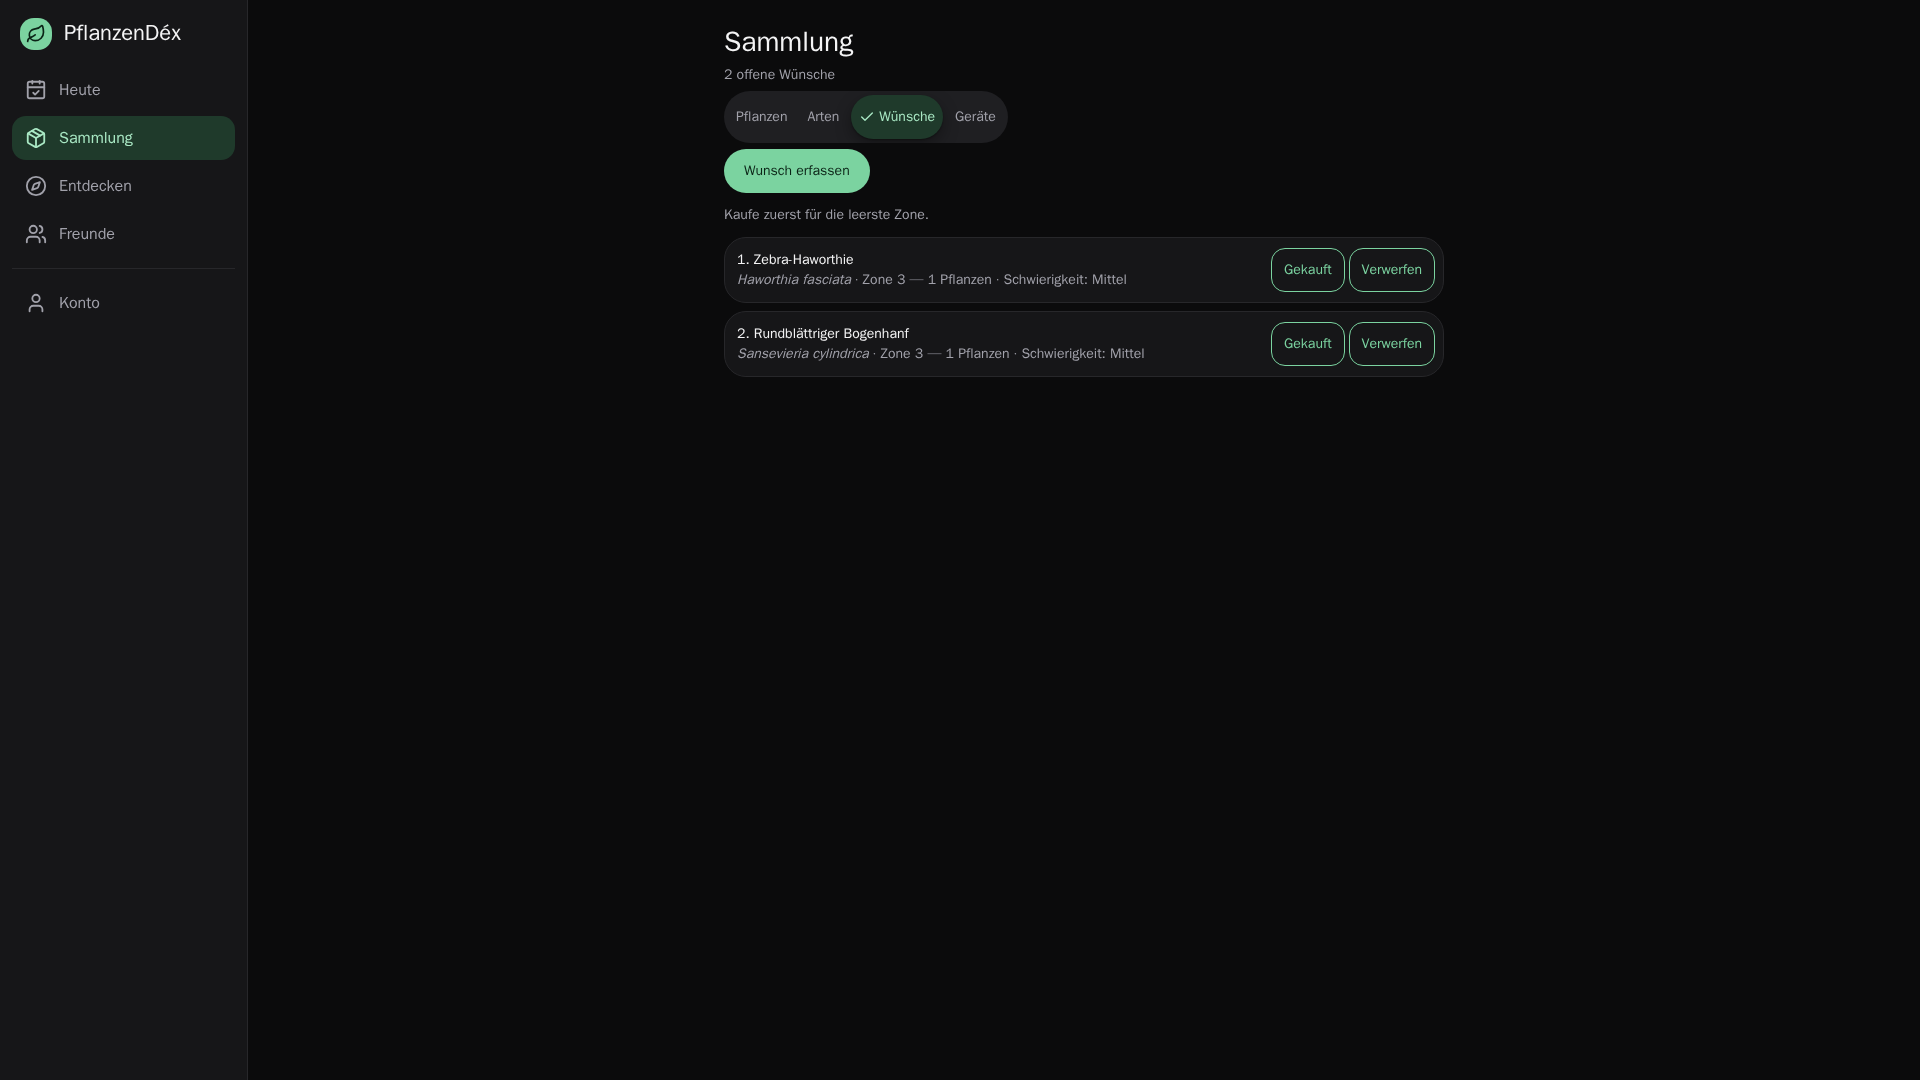 PflanzenDéx
Heute
Sammlung
Entdecken
Freunde
Konto
Sammlung
2 offene Wünsche
Pflanzen
Arten
Wünsche
Geräte
Wunsch erfassen
Kaufe zuerst für die leerste Zone.
1. Zebra-Haworthie
Haworthia fasciata · Zone 3 — 1 Pflanzen · Schwierigkeit: Mittel
Gekauft
Verwerfen
2. Rundblättriger Bogenhanf
Sansevieria cylindrica · Zone 3 — 1 Pflanzen · Schwierigkeit: Mittel
Gekauft
Verwerfen